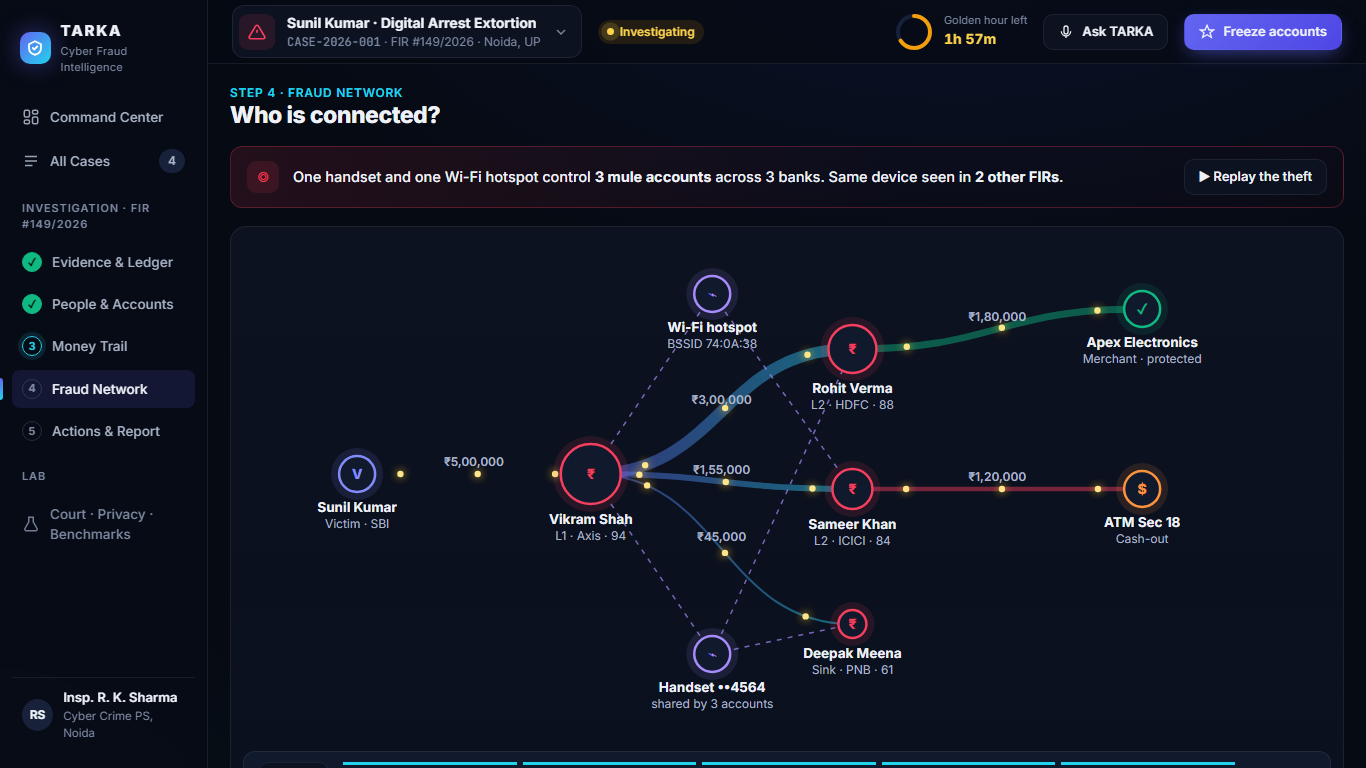 TARKA
Cyber Fraud
Intelligence
Command Center
All Cases
4
INVESTIGATION · FIR
#149/2026
✓ Evidence & Ledger
✓ People & Accounts
3 Money Trail
4 Fraud Network
5 Actions & Report
LAB
Court · Privacy ·
Benchmarks
RS
Insp. R. K. Sharma
Cyber Crime PS,
Noida
Sunil Kumar · Digital Arrest Extortion
CASE-2026-001 · FIR #149/2026 · Noida, UP
Investigating
Golden hour left
1h 57m
Ask TARKA
Freeze accounts
STEP 4 · FRAUD NETWORK
Who is connected?
One handset and one Wi-Fi hotspot control 3 mule accounts across 3 banks. Same device seen in 2 other FIRs.
▶ Replay the theft
Wi-Fi hotspot
BSSID 74:0A:38
₹
Rohit Verma
L2 · HDFC · 88
₹1,80,000
✓
Apex Electronics
Merchant · protected
₹3,00,000
V
Sunil Kumar
Victim · SBI
₹5,00,000
₹
Vikram Shah
L1 · Axis · 94
₹1,55,000
₹
Sameer Khan
L2 · ICICI · 84
₹1,20,000
$
ATM Sec 18
Cash-out
₹45,000
₹
Deepak Meena
Sink · PNB · 61
Handset ••4564
shared by 3 accounts